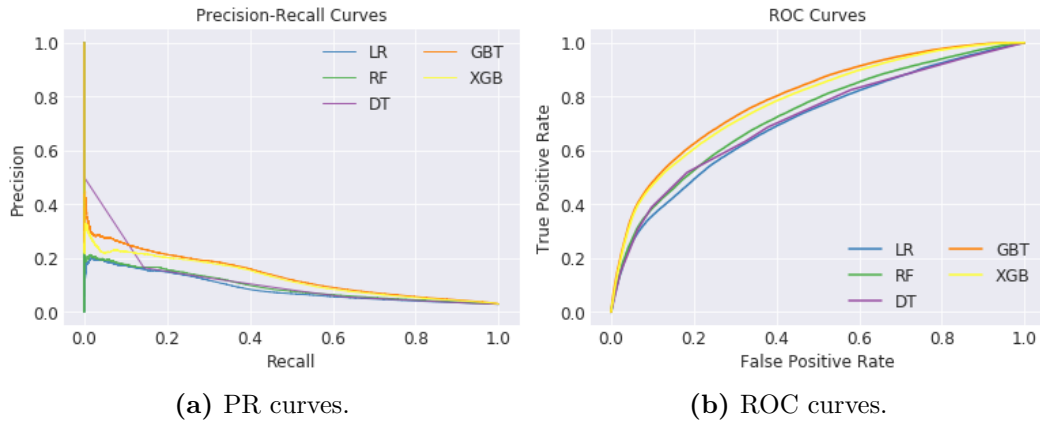 Precision-Recall Curves
1.0
0.8
0.6
0.4
0.2
0.0
Precision
LR
RF
DT
GBT
XGB
0.0 0.2 0.4 0.6 0.8 1.0
Recall
(a) PR curves.
ROC Curves
1.0
0.8
0.6
0.4
0.2
0.0
True Positive Rate
LR
RF
DT
GBT
XGB
0.0 0.2 0.4 0.6 0.8 1.0
False Positive Rate
(b) ROC curves.